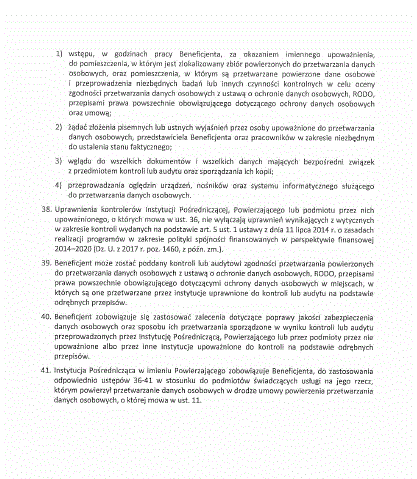 1) wstępu, w godzinach pracy Beneficjenta, za okazaniem imiennego upoważnienia,
do pomieszczenia, w którym jest zlokalizowany zbiór powierzonych do przetwarzania danych
osobowych, oraz pomieszczenia, w którym są przetwarzane powierzone dane osobowe
i przeprowadzenia niezbędnych badań lub innych czynności kontrolnych w celu oceny
zgodności przetwarzania danych osobowych z ustawą o ochronie danych osobowych, RODO,
przepisami prawa powszechnie obowiązującego dotyczącego ochrony danych osobowych
oraz umową;
2) żądać złożenia pisemnych lub ustnych wyjaśnień przez osoby upoważnione do przetwarzania
danych osobowych, przedstawiciela Beneficjenta oraz pracowników w zakresie niezbędnym
do ustalenia stanu faktycznego;
3) wglądu do wszelkich dokumentów i wszelkich danych mających bezpośredni związek
z przedmiotem kontroli lub audytu oraz sporządzania ich kopii;
4) przeprowadzania oględzin urządzeń, nośników oraz systemu informatycznego służącego
do przetwarzania danych osobowych.
38. Uprawnienia kontrolerów Instytucji Pośredniczącej, Powierzającego lub podmiotu przez nich
upoważnionego, o których mowa w ust. 36, nie wyłączają uprawnień wynikających z wytycznych
w zakresie kontroli wydanych na podstawie art. 5 ust. 1 ustawy z dnia 11 lipca 2014 r. o zasadach
realizacji programów w zakresie polityki spójności finansowanych w perspektywie finansowej
2014–2020 (Dz. U. z 2017 r. poz. 1460, z późn. zm.).
39. Beneficjent może zostać poddany kontroli lub audytowi zgodności przetwarzania powierzonych
do przetwarzania danych osobowych z ustawą o ochronie danych osobowych, RODO, przepisami
prawa powszechnie obowiązującego dotyczącymi ochrony danych osobowych w miejscach, w
których są one przetwarzane przez instytucje uprawnione do kontroli lub audytu na podstawie
odrębnych przepisów.
40. Beneficjent zobowiązuje się zastosować zalecenia dotyczące poprawy jakości zabezpieczenia
danych osobowych oraz sposobu ich przetwarzania sporządzone w wyniku kontroli lub audytu
przeprowadzonych przez Instytucję Pośredniczącą, Powierzającego lub przez podmioty przez nie
upoważnione albo przez inne instytucje upoważnione do kontroli na podstawie odrębnych
przepisów.
41. Instytucja Pośrednicząca w imieniu Powierzającego zobowiązuje Beneficjenta, do zastosowania
odpowiednio ustępów 36-41 w stosunku do podmiotów świadczących usługi na jego rzecz,
którym powierzył przetwarzanie danych osobowych w drodze umowy powierzenia przetwarzania
danych osobowych, o której mowa w ust. 11.